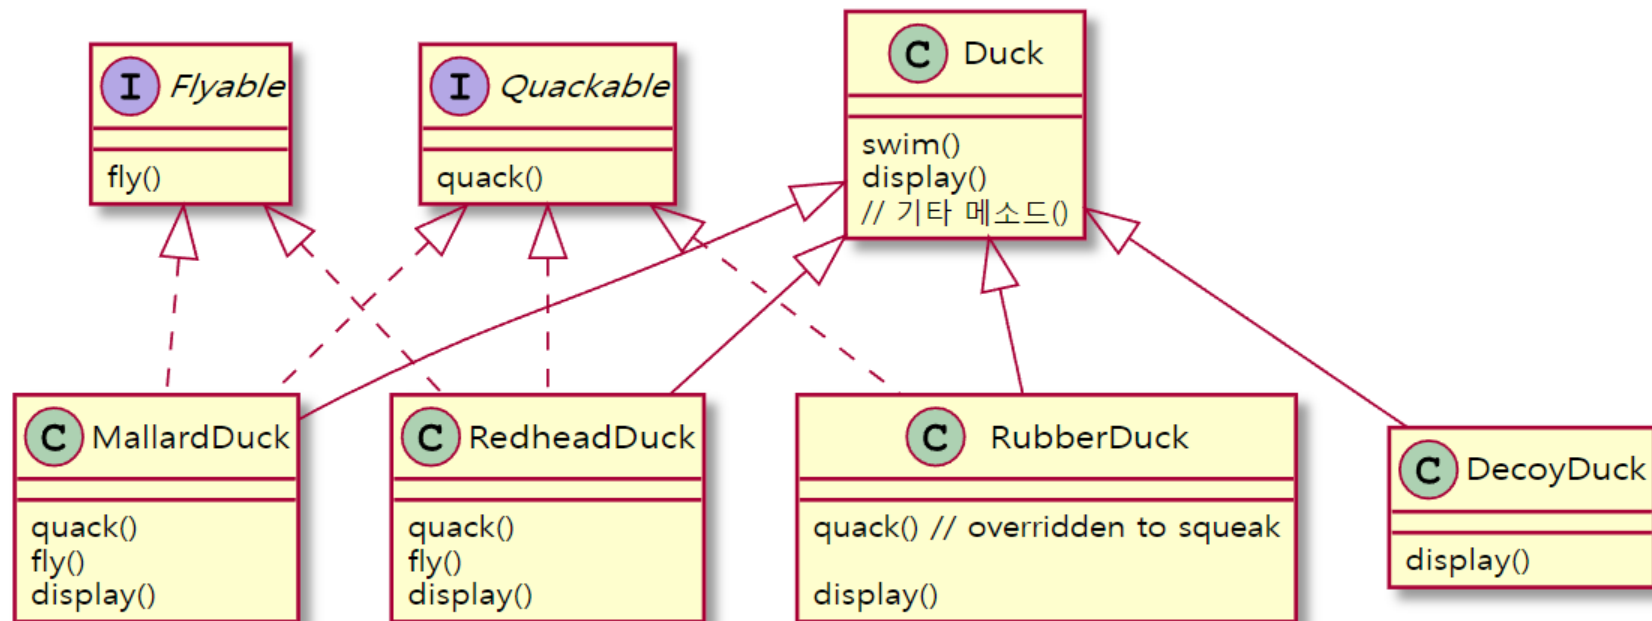 I Flyable
fly()
I Quackable
quack()
C Duck
swim()
display()
// 기타 메소드()
C MallardDuck
quack()
fly()
display()
C RedheadDuck
quack()
fly()
display()
C RubberDuck
quack() // overridden to squeak
display()
C DecoyDuck
display()